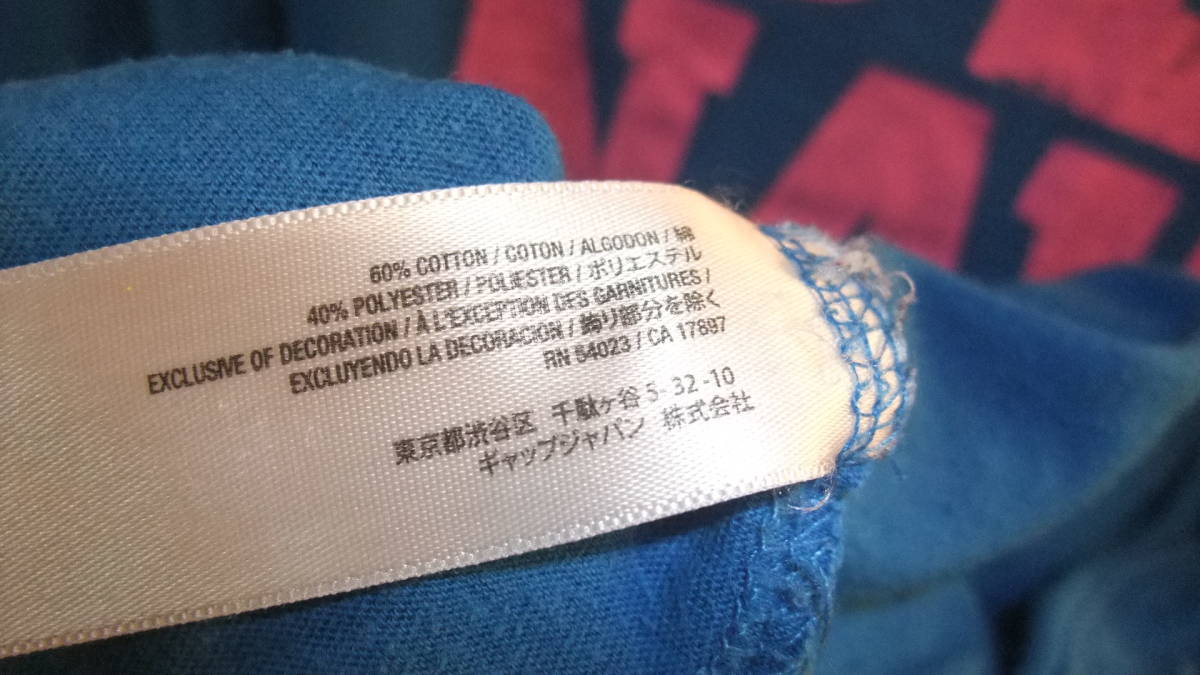 60% COTTON / COTON / ALGODON / 綿
40% POLYESTER / POLIESTER / ポリエステル
EXCLUSIVE OF DECORATION / À L'EXCEPTION DES GARNITURES /
EXCLUYENDO LA DECORACION / 飾り部分を除く
RN 54023 / CA 17897
東京都渋谷区 千駄ヶ谷 5-32-10
ギャップジャパン 株式会社